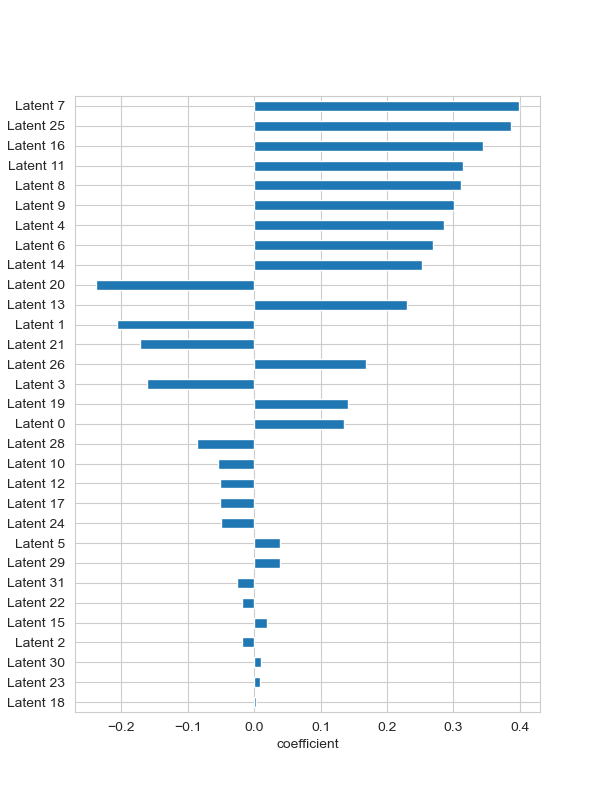 Latent 7
Latent 25
Latent 16
Latent 11
Latent 8
Latent 9
Latent 4
Latent 6
Latent 14
Latent 20
Latent 13
Latent 1
Latent 21
Latent 26
Latent 3
Latent 19
Latent 0
Latent 28
Latent 10
Latent 12
Latent 17
Latent 24
Latent 5
Latent 29
Latent 31
Latent 22
Latent 15
Latent 2
Latent 30
Latent 23
Latent 18
−0.2 −0.1 0.0 0.1 0.2 0.3 0.4
coefficient